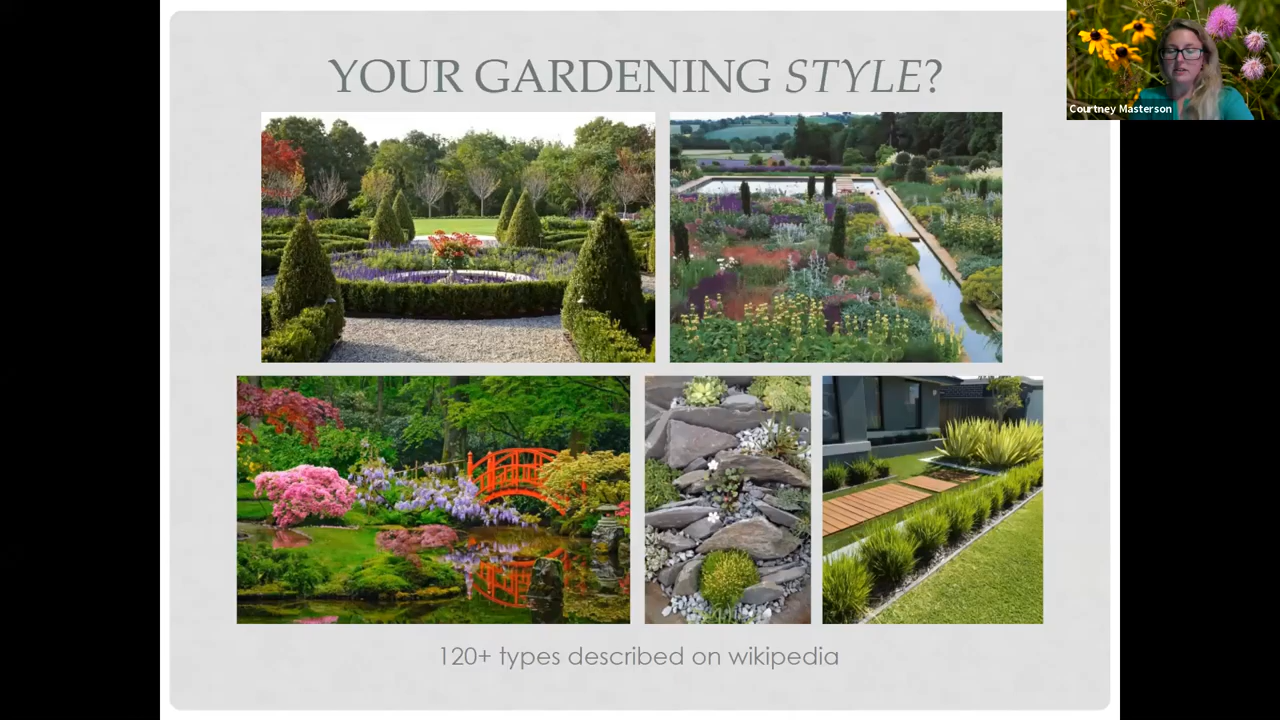 YOUR GARDENING STYLE?
Courtney Masterson
120+ types described on wikipedia